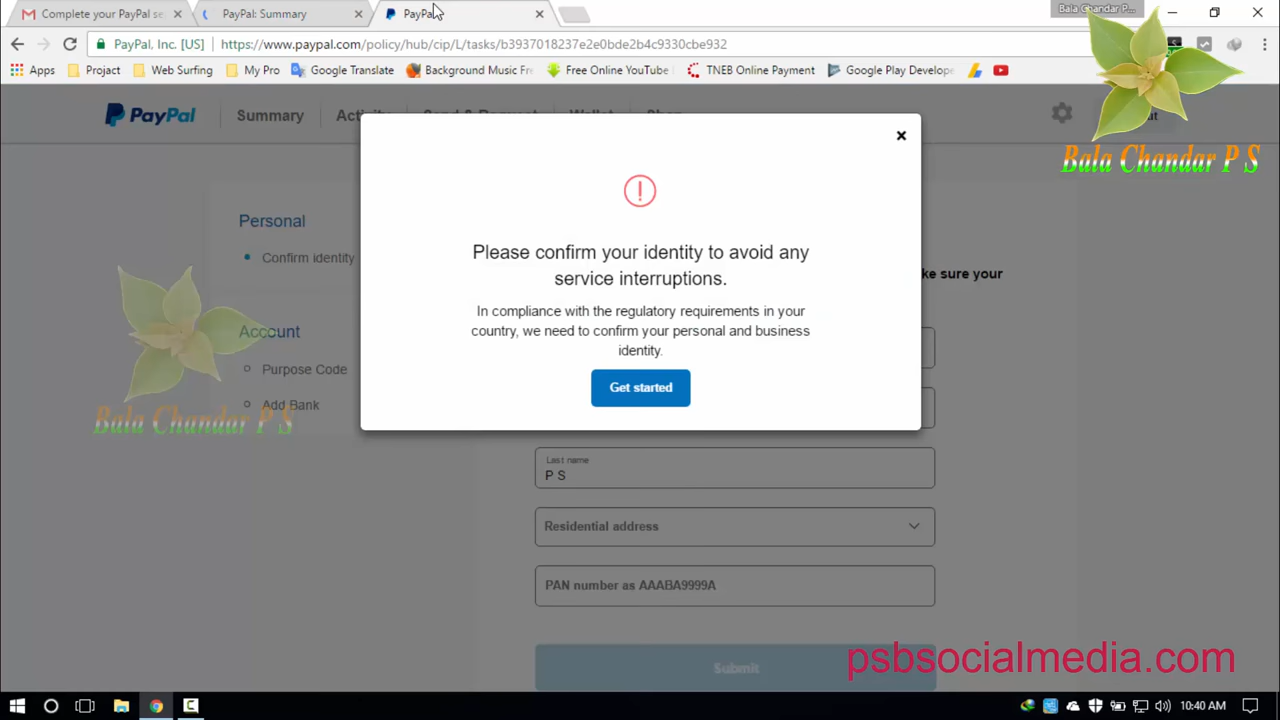 Complete your PayPal se
PayPal: Summary
PayPal
Bala Chandar P...
PayPal, Inc. [US]
https://www.paypal.com/policy/hub/cip/L/tasks/b3937018237e2e0bde2b4c9330cbe932
Apps
Project
Web Surfing
My Pro
Google Translate
Background Music Fr
Free Online YouTube
TNEB Online Payment
Google Play Develope
PayPal
Summary
Bala Chandar P S
Personal
Confirm identity
Account
Purpose Code
Add Bank
Bala Chandar P S
Please confirm your identity to avoid any
service interruptions.
In compliance with the regulatory requirements in your
country, we need to confirm your personal and business
identity.
Get started
ke sure your
Last name
P S
Residential address
PAN number as AAABA9999A
Submit
psbsocialmedia.com
10:40 AM